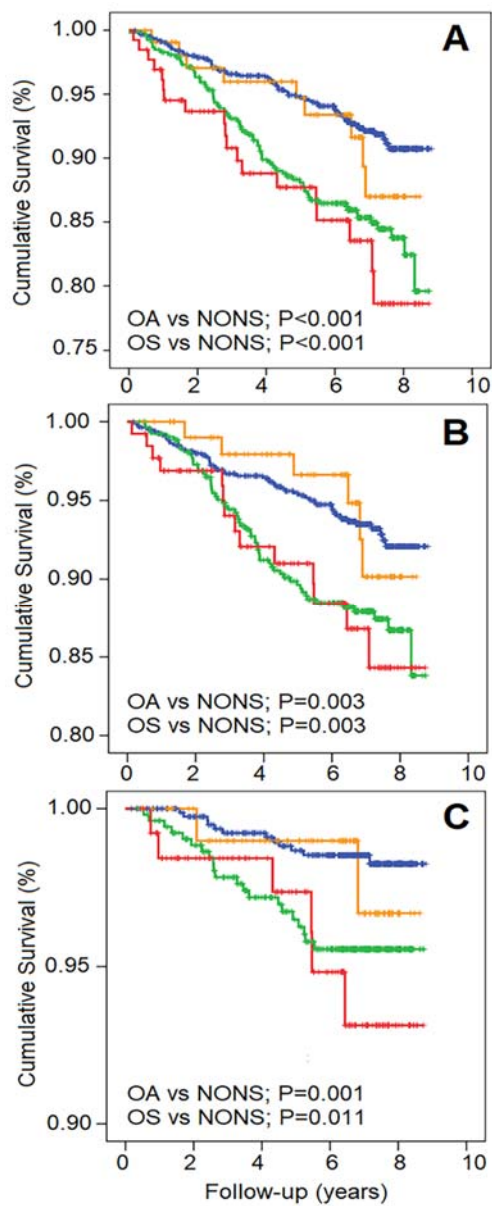 A
1.00
0.95
0.90
0.85
0.80
0.75
Cumulative Survival (%)
OA vs NONS; P<0.001
OS vs NONS; P<0.001
0 2 4 6 8 10
B
1.00
0.95
0.90
0.85
0.80
Cumulative Survival (%)
OA vs NONS; P=0.003
OS vs NONS; P=0.003
0 2 4 6 8 10
C
1.00
0.95
0.90
Cumulative Survival (%)
OA vs NONS; P=0.001
OS vs NONS; P=0.011
0 2 4 6 8 10
Follow-up (years)